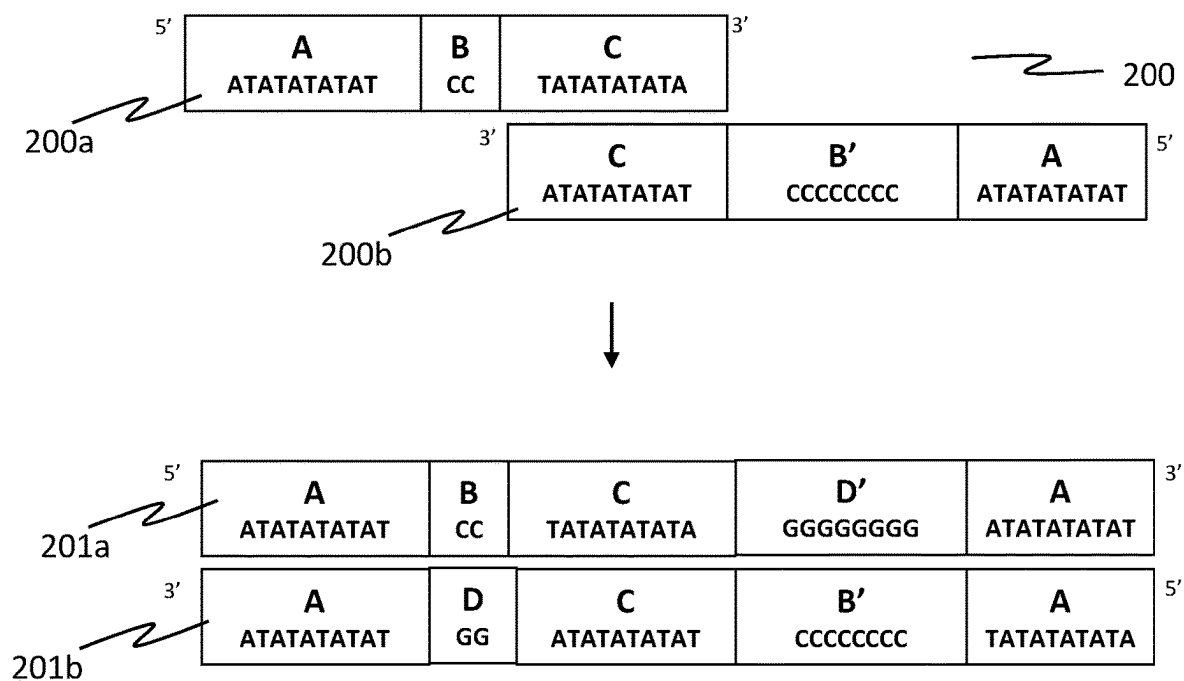 5’ 3’
A B C
ATATATATAT CC TATATATATA
200
200a
3’ 5’
C B’ A
ATATATATAT CCCCCCCC ATATATATAT
200b
5’ 3’
A B C D’ A
ATATATATAT CC TATATATATA GGGGGGGG ATATATATAT
201a
3’ 5’
A D C B’ A
ATATATATAT GG ATATATATAT CCCCCCCC TATATATATA
201b